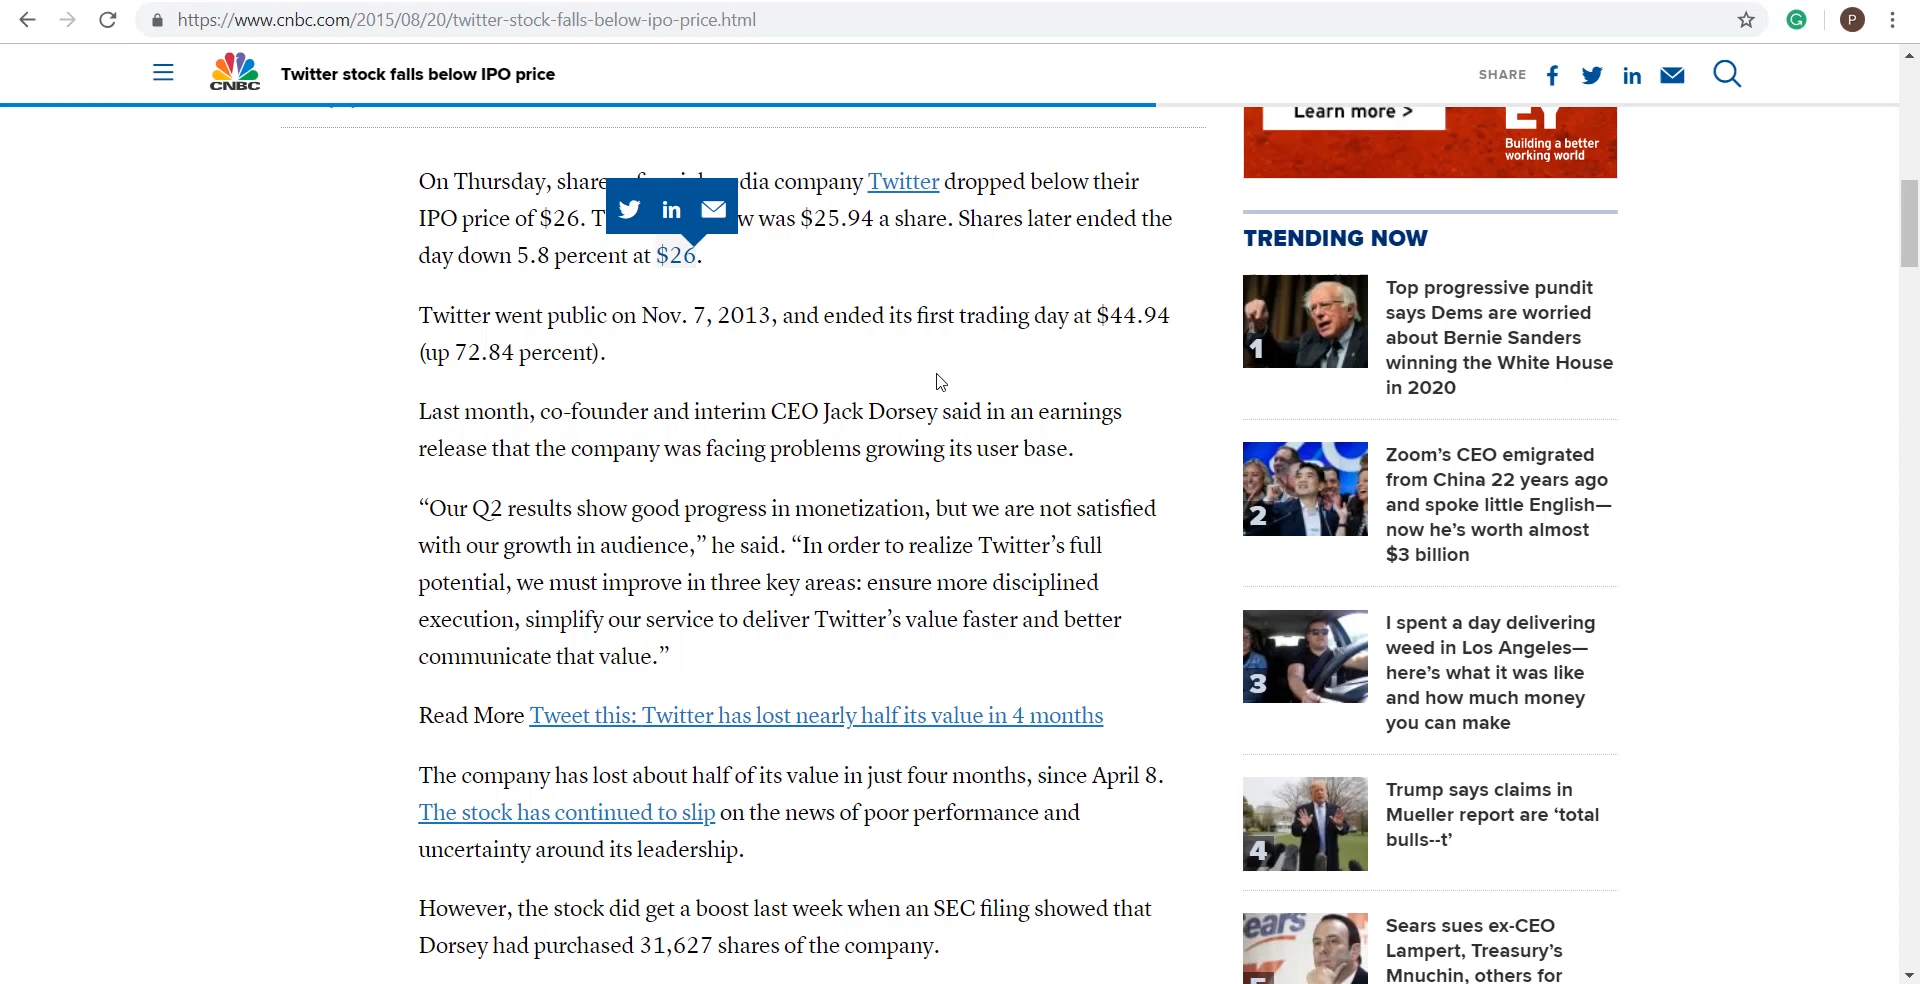 https://www.cnbc.com/2015/08/20/twitter-stock-falls-below-ipo-price.html
G
P
CNBC
Twitter stock falls below IPO price
SHARE
On Thursday, dia company Twitter dropped below their
IPO price of $26. was $25.94 a share. Shares later ended the
day down 5.8 percent at $26.
Twitter went public on Nov. 7, 2013, and ended its first trading day at $44.94
(up 72.84 percent).
Last month, co-founder and interim CEO Jack Dorsey said in an earnings
release that the company was facing problems growing its user base.
“Our Q2 results show good progress in monetization, but we are not satisfied
with our growth in audience,” he said. “In order to realize Twitter’s full
potential, we must improve in three key areas: ensure more disciplined
execution, simplify our service to deliver Twitter’s value faster and better
communicate that value.”
Read More Tweet this: Twitter has lost nearly half its value in 4 months
The company has lost about half of its value in just four months, since April 8.
The stock has continued to slip on the news of poor performance and
uncertainty around its leadership.
However, the stock did get a boost last week when an SEC filing showed that
Dorsey had purchased 31,627 shares of the company.
Learn more >
EY
Building a better
working world
TRENDING NOW
1
Top progressive pundit
says Dems are worried
about Bernie Sanders
winning the White House
in 2020
2
Zoom’s CEO emigrated
from China 22 years ago
and spoke little English—
now he’s worth almost
$3 billion
3
I spent a day delivering
weed in Los Angeles—
here’s what it was like
and how much money
you can make
4
Trump says claims in
Mueller report are ‘total
bulls--t’
Sears sues ex-CEO
Lampert, Treasury’s
Mnuchin, others for